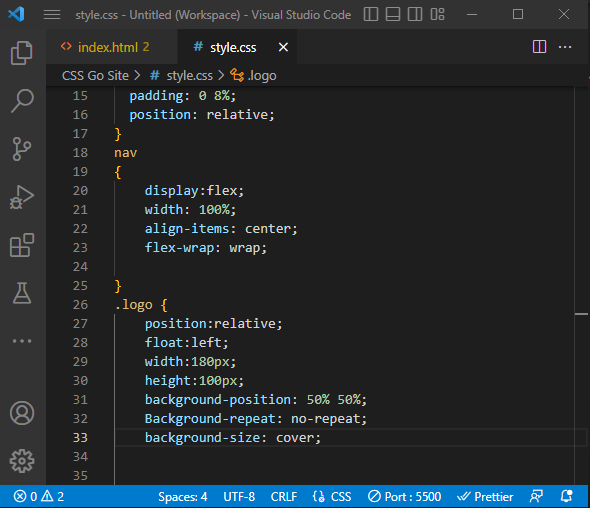 style.css - Untitled (Workspace) - Visual Studio Code
index.html 2 style.css
CSS Go Site > # style.css > .logo
15 padding: 0 8%;
16 position: relative;
17 }
18 nav
19 {
20 display:flex;
21 width: 100%;
22 align-items: center;
23 flex-wrap: wrap;
24
25 }
26 .logo {
27 position:relative;
28 float:left;
29 width:180px;
30 height:100px;
31 background-position: 50% 50%;
32 Background-repeat: no-repeat;
33 background-size: cover;
34
35
0 2 Spaces: 4 UTF-8 CRLF {} CSS Port : 5500 Prettier